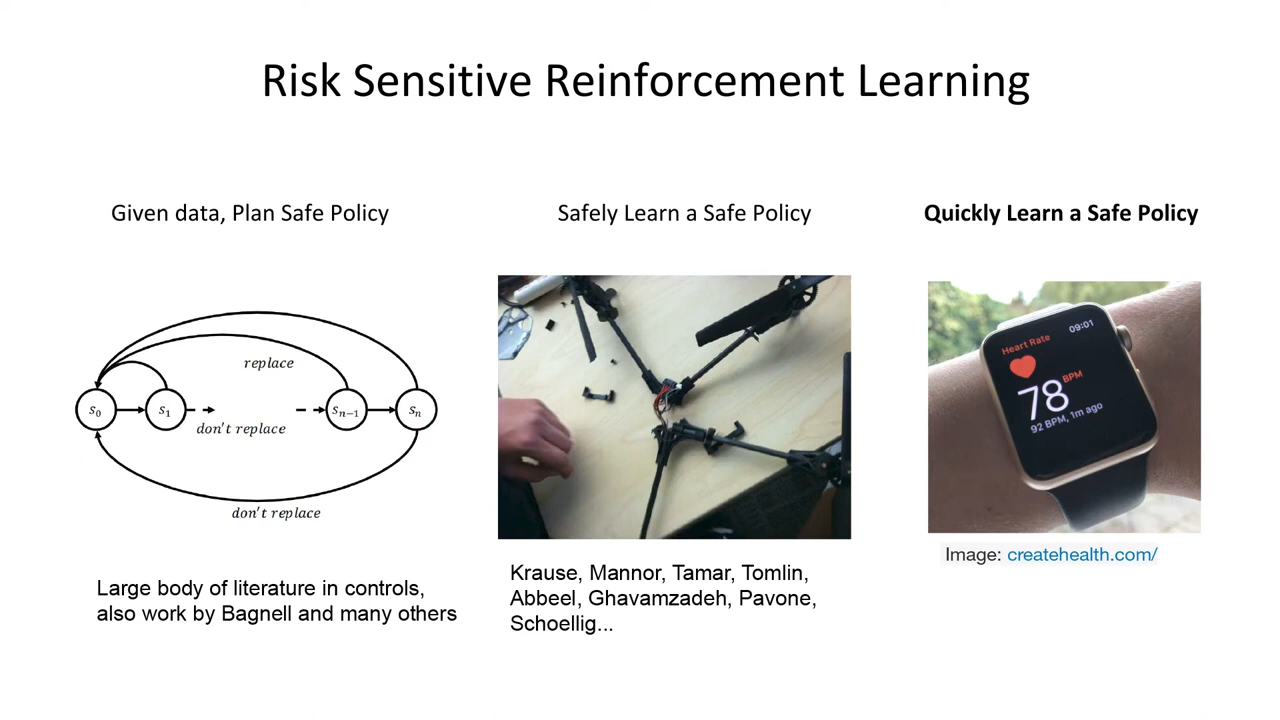 Risk Sensitive Reinforcement Learning
Given data, Plan Safe Policy
replace
s₀
s₁
sₙ₋₁
sₙ
don't replace
don't replace
Large body of literature in controls,
also work by Bagnell and many others
Safely Learn a Safe Policy
Krause, Mannor, Tamar, Tomlin,
Abbeel, Ghavamzadeh, Pavone,
Schoellig...
Quickly Learn a Safe Policy
09:01
Heart Rate
78 BPM
92 BPM, 1m ago
Image: createhealth.com/